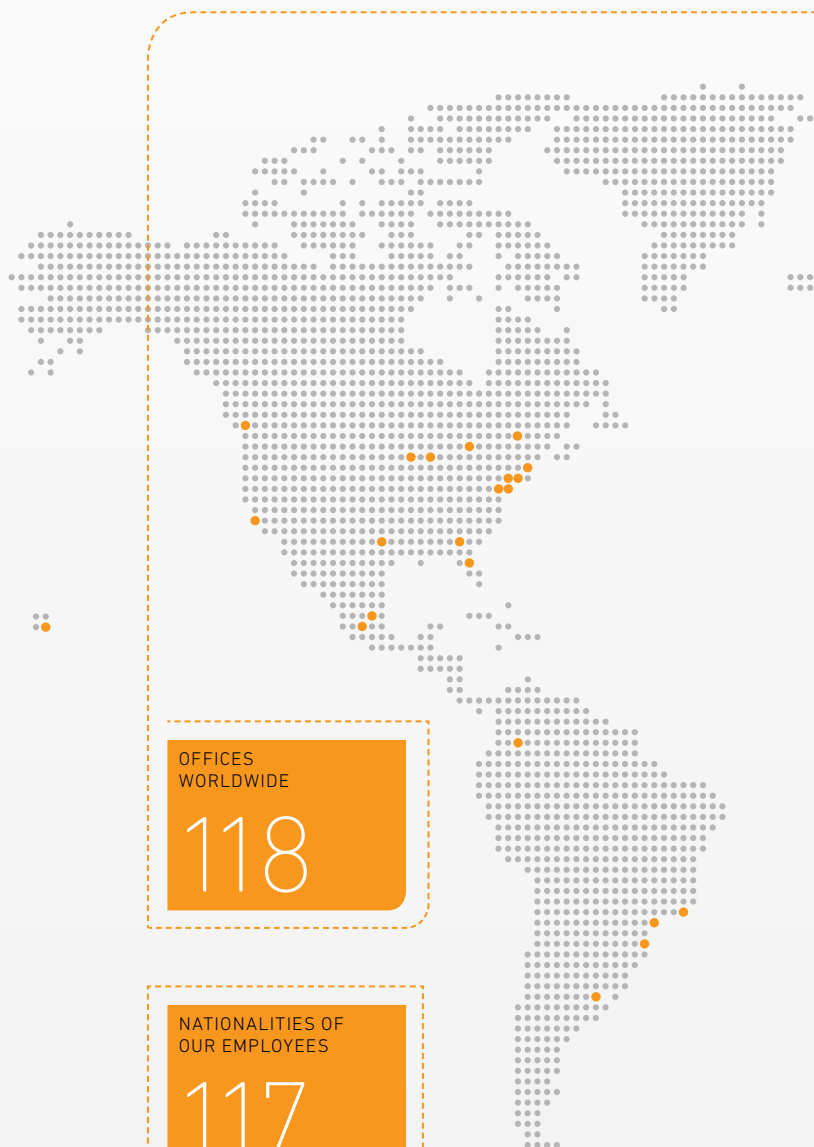 OFFICES
WORLDWIDE
118
NATIONALITIES OF
OUR EMPLOYEES
117